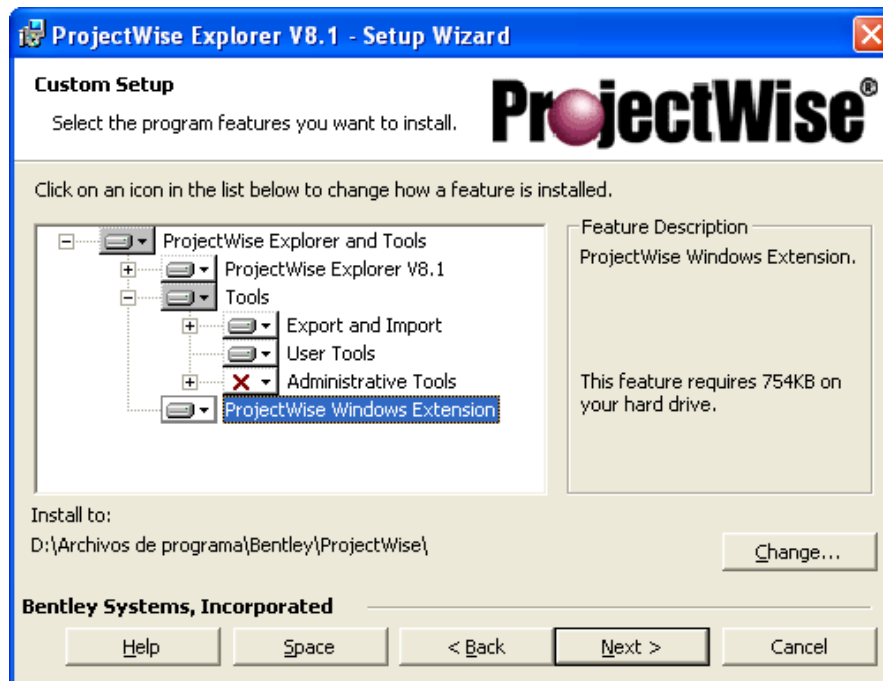 ProjectWise Explorer V8.1 - Setup Wizard
Custom Setup
Select the program features you want to install.
ProjectWise®
Click on an icon in the list below to change how a feature is installed.
ProjectWise Explorer and Tools
ProjectWise Explorer V8.1
Tools
Export and Import
User Tools
Administrative Tools
ProjectWise Windows Extension
Feature Description
ProjectWise Windows Extension.
This feature requires 754KB on
your hard drive.
Install to:
D:\Archivos de programa\Bentley\ProjectWise\
Change...
Bentley Systems, Incorporated
Help
Space
< Back
Next >
Cancel